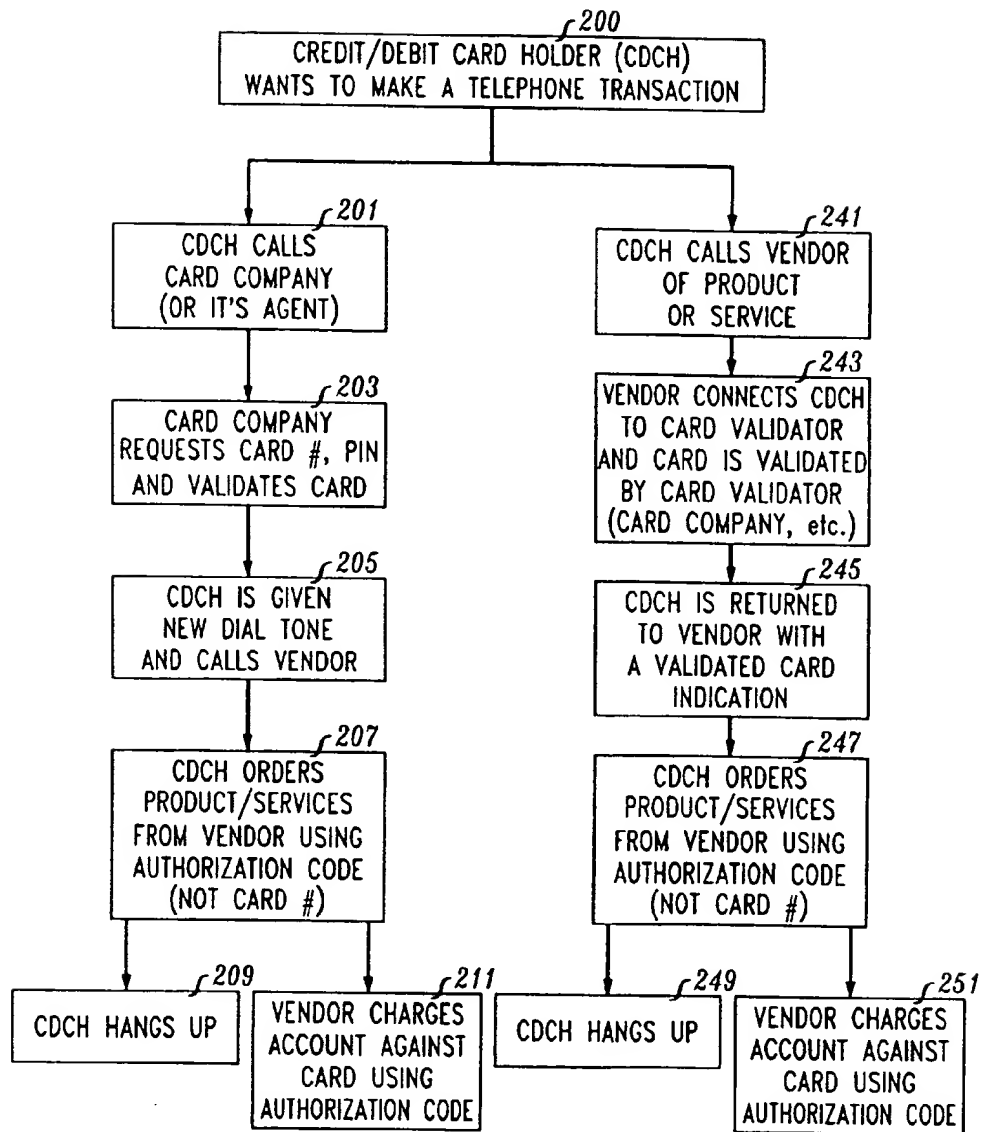 200
CREDIT/DEBIT CARD HOLDER (CDCH)
WANTS TO MAKE A TELEPHONE TRANSACTION
201
CDCH CALLS
CARD COMPANY
(OR IT'S AGENT)
203
CARD COMPANY
REQUESTS CARD #, PIN
AND VALIDATES CARD
205
CDCH IS GIVEN
NEW DIAL TONE
AND CALLS VENDOR
207
CDCH ORDERS
PRODUCT/SERVICES
FROM VENDOR USING
AUTHORIZATION CODE
(NOT CARD #)
209
CDCH HANGS UP
211
VENDOR CHARGES
ACCOUNT AGAINST
CARD USING
AUTHORIZATION CODE
241
CDCH CALLS VENDOR
OF PRODUCT
OR SERVICE
243
VENDOR CONNECTS CDCH
TO CARD VALIDATOR
AND CARD IS VALIDATED
BY CARD VALIDATOR
(CARD COMPANY, etc.)
245
CDCH IS RETURNED
TO VENDOR WITH
A VALIDATED CARD
INDICATION
247
CDCH ORDERS
PRODUCT/SERVICES
FROM VENDOR USING
AUTHORIZATION CODE
(NOT CARD #)
249
CDCH HANGS UP
251
VENDOR CHARGES
ACCOUNT AGAINST
CARD USING
AUTHORIZATION CODE